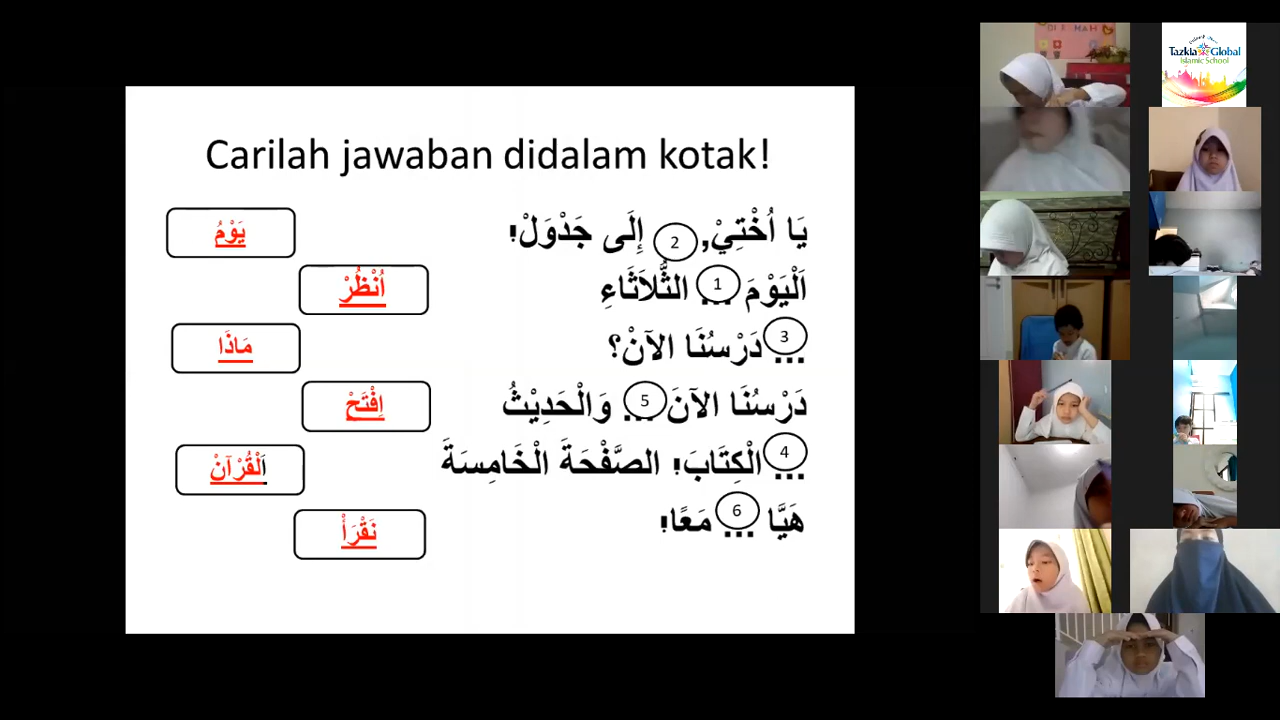 Carilah jawaban didalam kotak!
يَا اُخْتِيْ, 2 إِلَى جَدْوَلْ!
يَوْمُ
اَلْيَوْمَ ... 1 الثُّلَاثَاءِ
اُنْظُرْ
... 3 دَرْسُنَا الآنْ؟
مَاذَا
دَرْسُنَا الآنَ ... 5 وَالْحَدِيْثُ
اِفْتَحْ
... 4 الْكِتَابَ! الصَّفْحَةَ الْخَامِسَةَ
اَلْقُرْآنْ
هَيَّا ... 6 مَعًا!
نَقْرَأْ
Tazkia Global
Islamic School